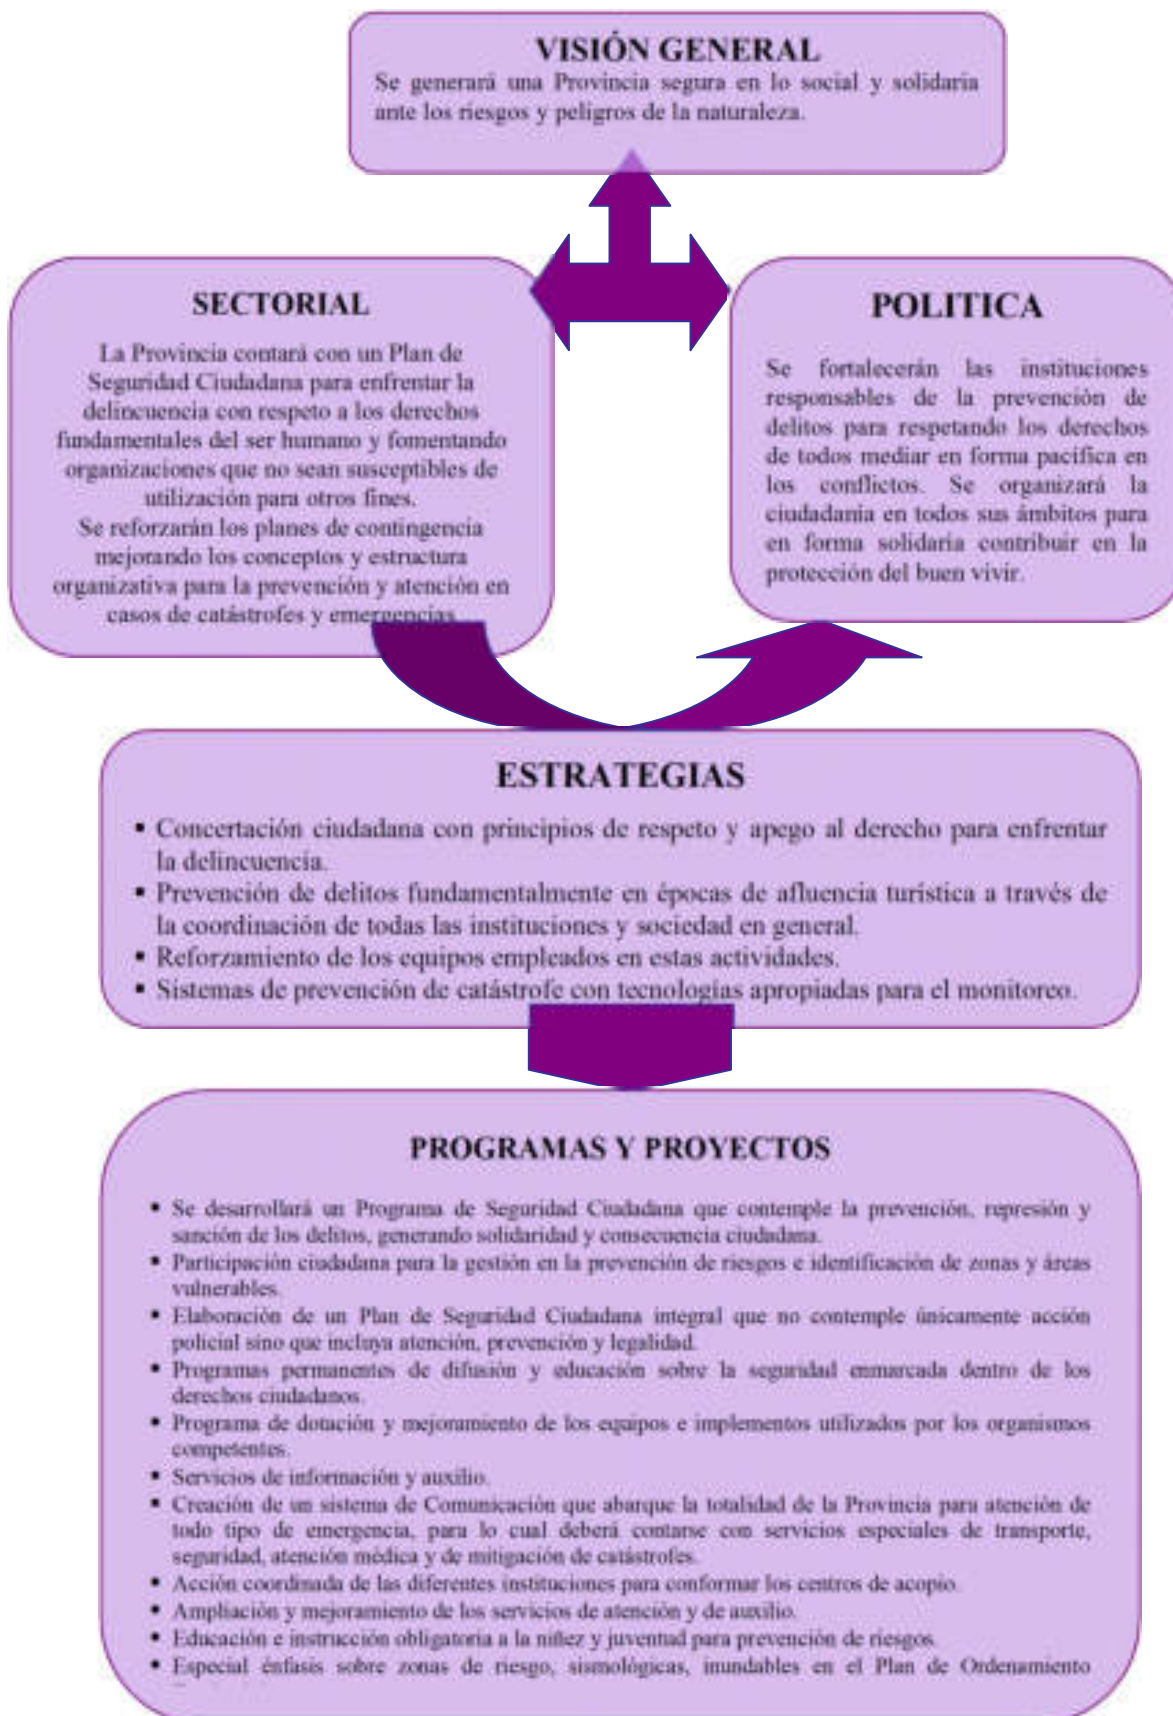 VISIÓN GENERAL
Se generará una Provincia segura en lo social y solidaria
ante los riesgos y peligros de la naturaleza.
SECTORIAL
La Provincia contará con un Plan de
Seguridad Ciudadana para enfrentar la
delincuencia con respeto a los derechos
fundamentales del ser humano y fomentando
organizaciones que no sean susceptibles de
utilización para otros fines.
Se reforzarán los planes de contingencia
mejorando los conceptos y estructura
organizativa para la prevención y atención en
casos de catástrofes y emergencias
POLITICA
Se fortalecerán las instituciones
responsables de la prevención de
delitos para respetando los derechos
de todos mediar en forma pacifica en
los conflictos. Se organizará la
ciudadanía en todos sus ámbitos para
en forma solidaria contribuir en la
protección del buen vivir.
ESTRATEGIAS
▪ Concertación ciudadana con principios de respeto y apego al derecho para enfrentar
la delincuencia.
▪ Prevención de delitos fundamentalmente en épocas de afluencia turística a través de
la coordinación de todas las instituciones y sociedad en general.
▪ Reforzamiento de los equipos empleados en estas actividades.
▪ Sistemas de prevención de catástrofe con tecnologías apropiadas para el monitoreo.
PROGRAMAS Y PROYECTOS
▪ Se desarrollará un Programa de Seguridad Ciudadana que contemple la prevención, represión y
sanción de los delitos, generando solidaridad y consecuencia ciudadana.
▪ Participación ciudadana para la gestión en la prevención de riesgos e identificación de zonas y áreas
vulnerables.
▪ Elaboración de un Plan de Seguridad Ciudadana integral que no contemple únicamente acción
policial sino que incluya atención, prevención y legalidad.
▪ Programas permanentes de difusión y educación sobre la seguridad enmarcada dentro de los
derechos ciudadanos.
▪ Programa de dotación y mejoramiento de los equipos e implementos utilizados por los organismos
competentes.
▪ Servicios de información y auxilio.
▪ Creación de un sistema de Comunicación que abarque la totalidad de la Provincia para atención de
todo tipo de emergencia, para lo cual deberá contarse con servicios especiales de transporte,
seguridad, atención médica y de mitigación de catástrofes.
▪ Acción coordinada de las diferentes instituciones para conformar los centros de acopio.
▪ Ampliación y mejoramiento de los servicios de atención y de auxilio.
▪ Educación e instrucción obligatoria a la niñez y juventud para prevención de riesgos.
▪ Especial énfasis sobre zonas de riesgo, sismológicas, inundables en el Plan de Ordenamiento